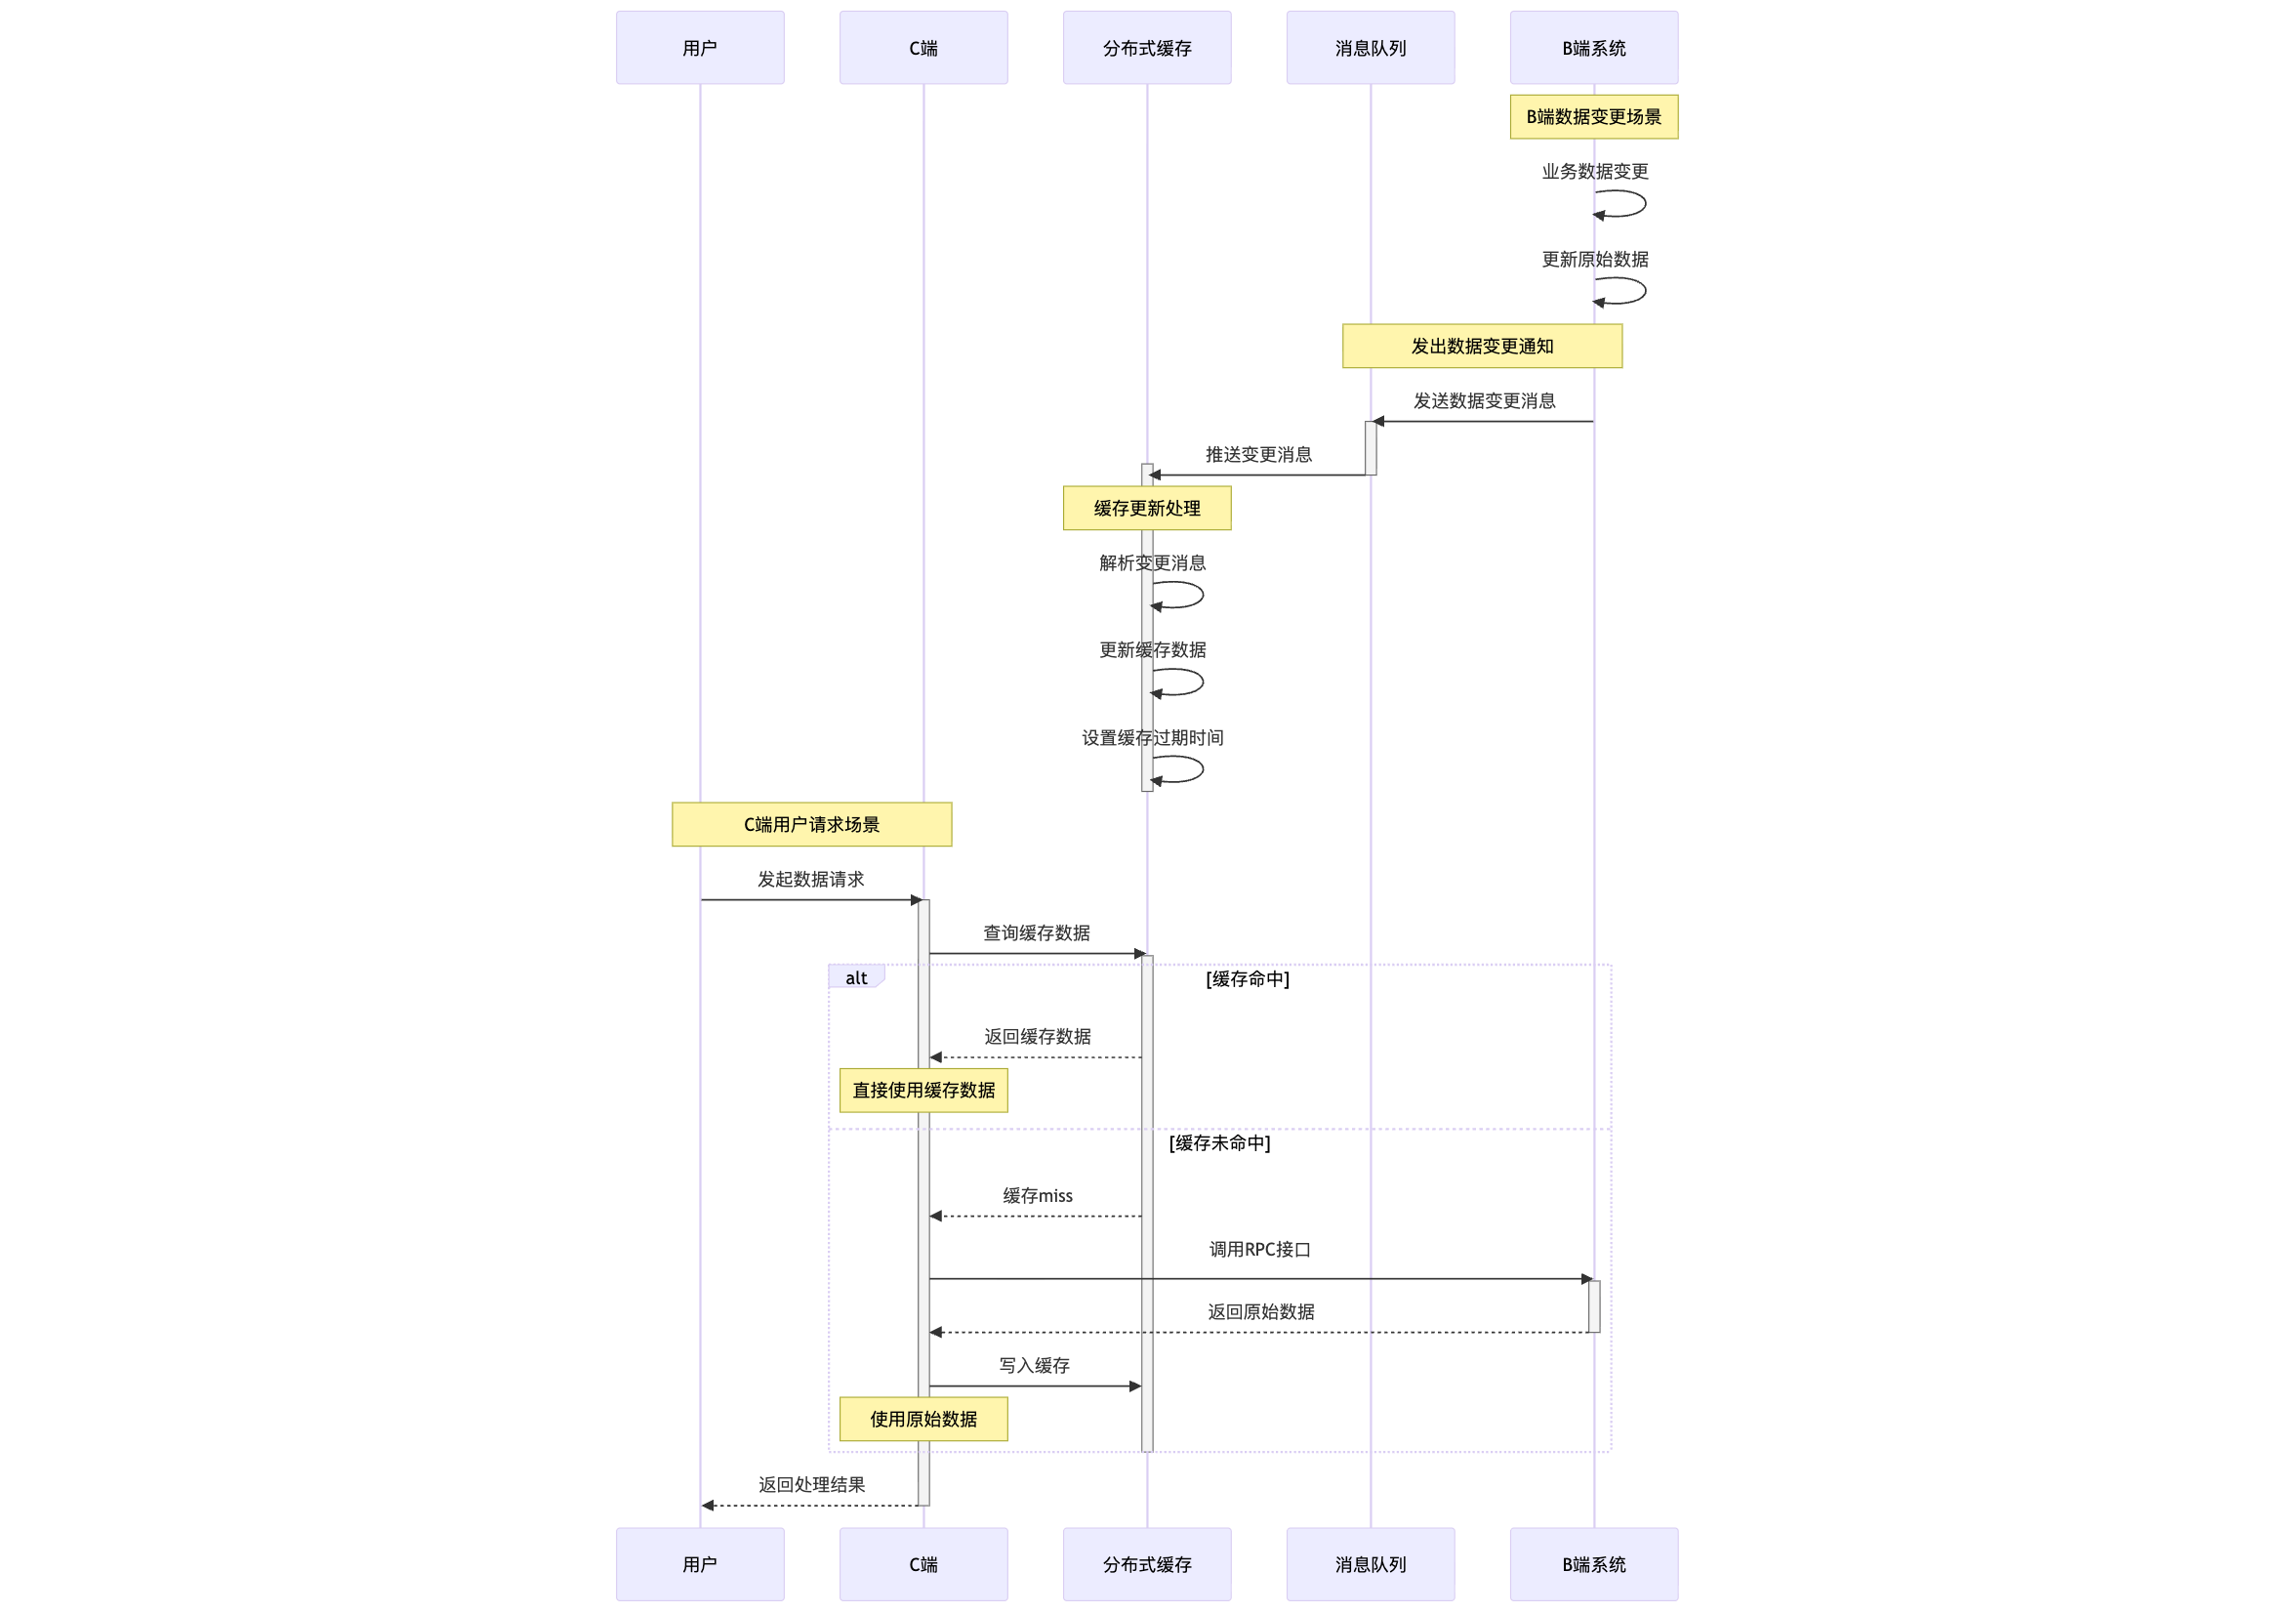 用户
C端
分布式缓存
消息队列
B端系统
B端数据变更场景
业务数据变更
更新原始数据
发出数据变更通知
发送数据变更消息
推送变更消息
缓存更新处理
解析变更消息
更新缓存数据
设置缓存过期时间
C端用户请求场景
发起数据请求
查询缓存数据
alt
[缓存命中]
返回缓存数据
直接使用缓存数据
[缓存未命中]
缓存miss
调用RPC接口
返回原始数据
写入缓存
使用原始数据
返回处理结果
用户
C端
分布式缓存
消息队列
B端系统